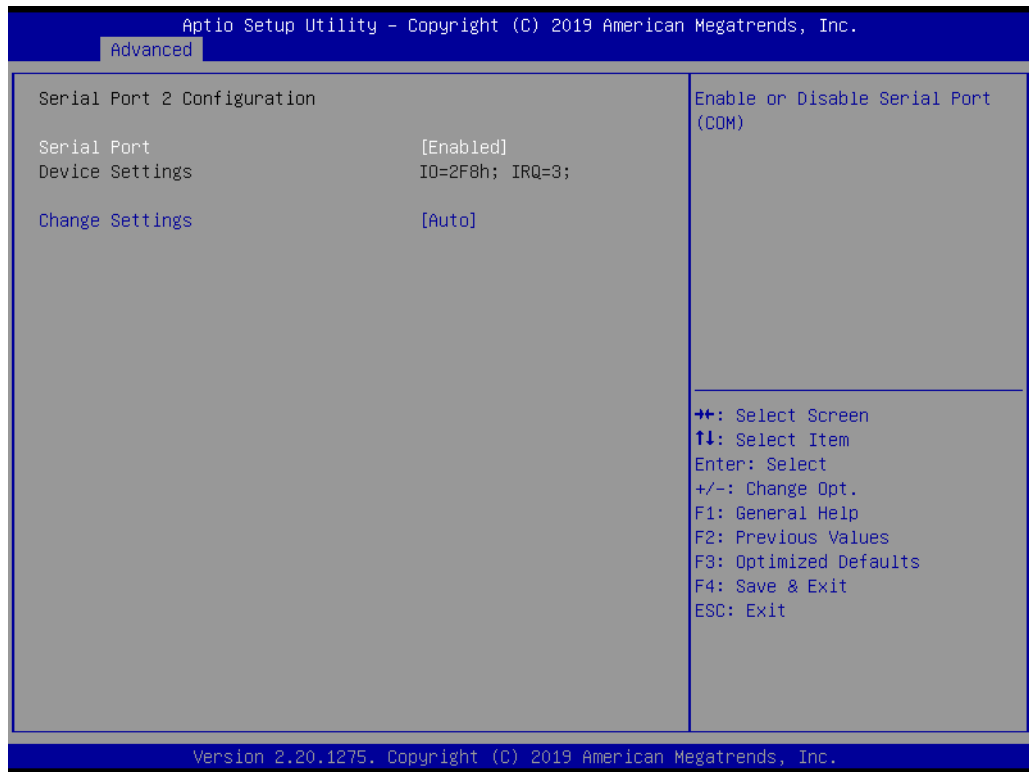 Aptio Setup Utility – Copyright (C) 2019 American Megatrends, Inc.
Advanced
Serial Port 2 Configuration
Serial Port [Enabled]
Device Settings IO=2F8h; IRQ=3;
Change Settings [Auto]
Enable or Disable Serial Port
(COM)
→←: Select Screen
↑↓: Select Item
Enter: Select
+/-: Change Opt.
F1: General Help
F2: Previous Values
F3: Optimized Defaults
F4: Save & Exit
ESC: Exit
Version 2.20.1275. Copyright (C) 2019 American Megatrends, Inc.